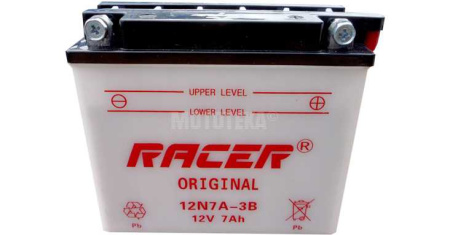 UPPER LEVEL
LOWER LEVEL
MOTOTEKA®
RACER®
ORIGINAL
12N7A-3B
12V 7Ah
Pb Pb